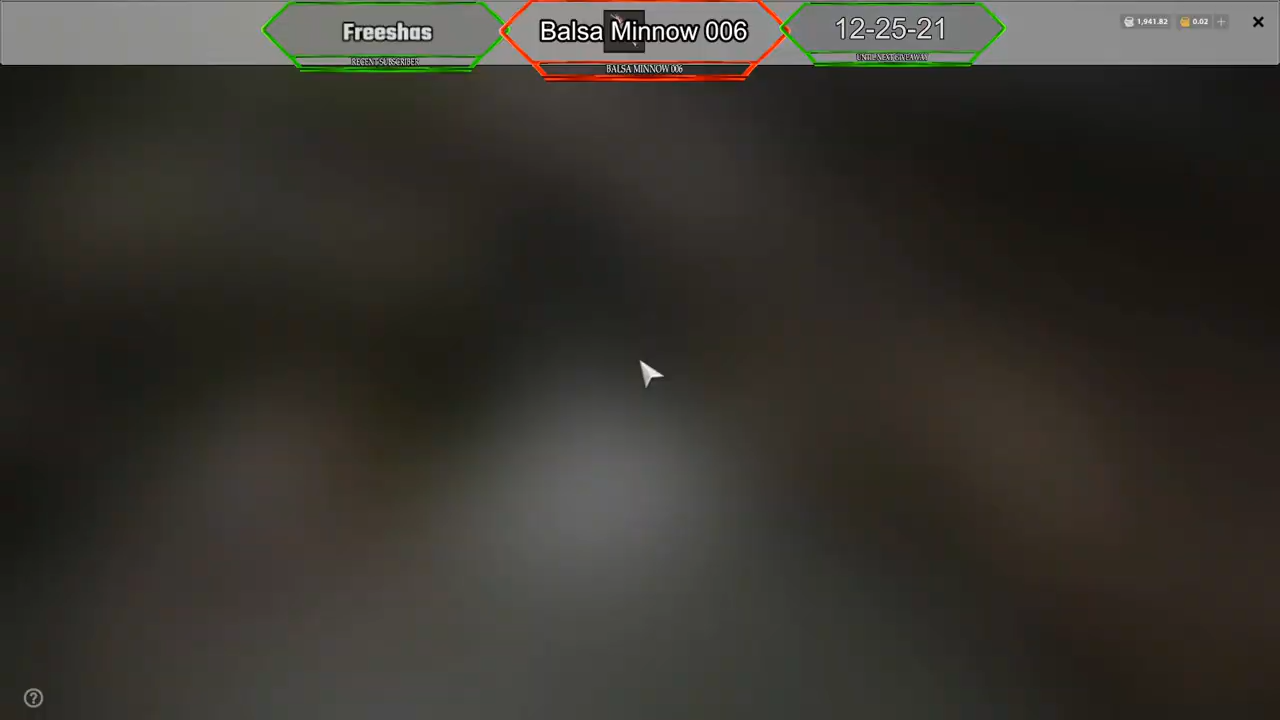 Freeshas
RECENT SUBSCRIBER
Balsa Minnow 006
BALSA MINNOW 006
12-25-21
UNTIL NEXT GIVEAWAY
1,941.82
0.02